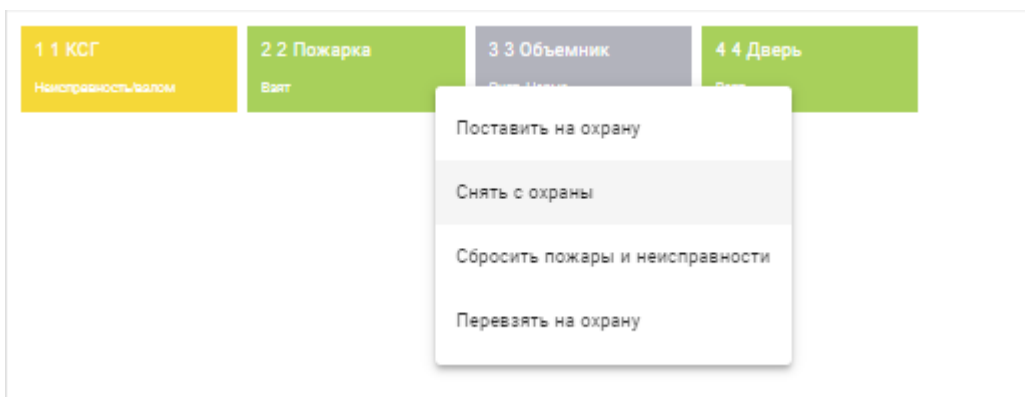 1 1 КСГ
Неисправность/взлом
2 2 Пожарка
Взят
3 3 Объемник
4 4 Дверь
Поставить на охрану
Снять с охраны
Сбросить пожары и неисправности
Перевзять на охрану